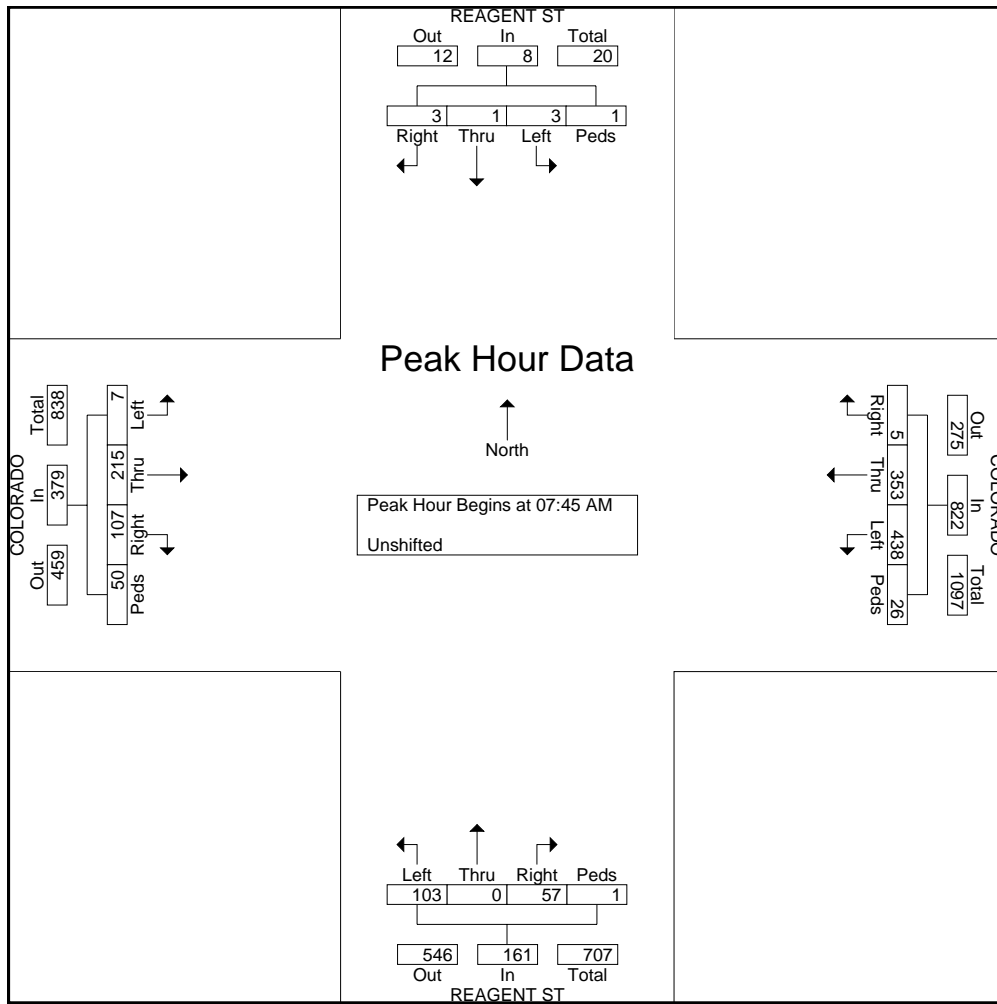 REAGENT ST
Out In Total
12 8 20
3 1 3 1
Right Thru Left Peds
Peak Hour Data
North
Peak Hour Begins at 07:45 AM
Unshifted
COLORADO
Total In Out
838 379 459
7 215 107 50
Left Thru Right Peds
COLORADO
Out In Total
275 822 1097
5 353 438 26
Right Thru Left Peds
Left Thru Right Peds
103 0 57 1
546 161 707
Out In Total
REAGENT ST